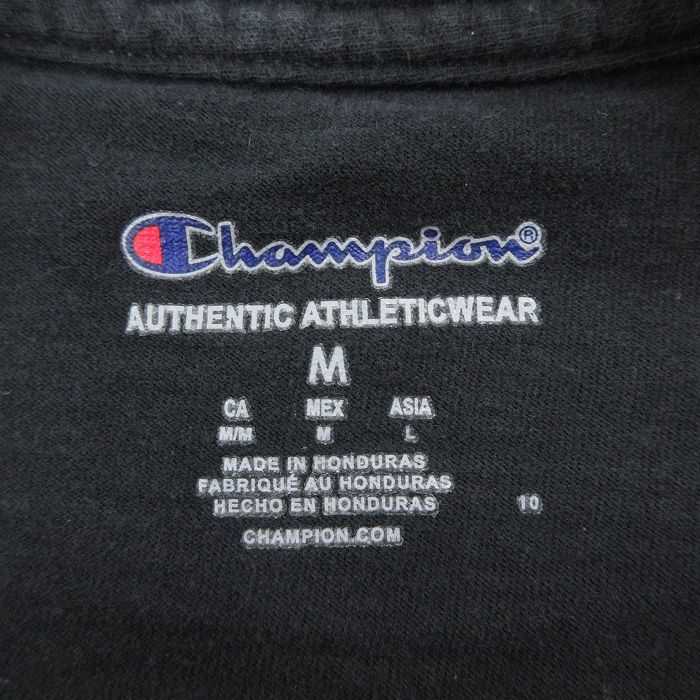 Champion®
AUTHENTIC ATHLETICWEAR
M
CA MEX ASIA
M/M M L
MADE IN HONDURAS
FABRIQUÉ AU HONDURAS
HECHO EN HONDURAS 10
CHAMPION.COM